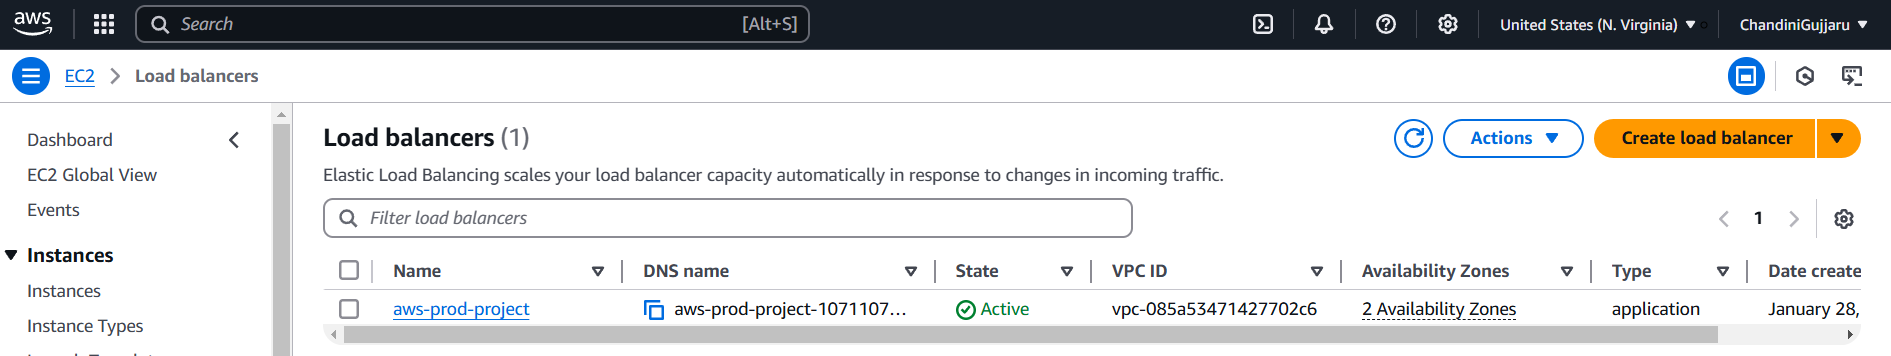 aws
Search [Alt+S]
United States (N. Virginia)
ChandiniGujjaru
EC2 Load balancers
Dashboard
EC2 Global View
Events
Instances
Instances
Instance Types
Load balancers (1)
Actions
Create load balancer
Elastic Load Balancing scales your load balancer capacity automatically in response to changes in incoming traffic.
Filter load balancers
1
Name DNS name State VPC ID Availability Zones Type Date create
aws-prod-project aws-prod-project-1071107… Active vpc-085a53471427702c6 2 Availability Zones application January 28,